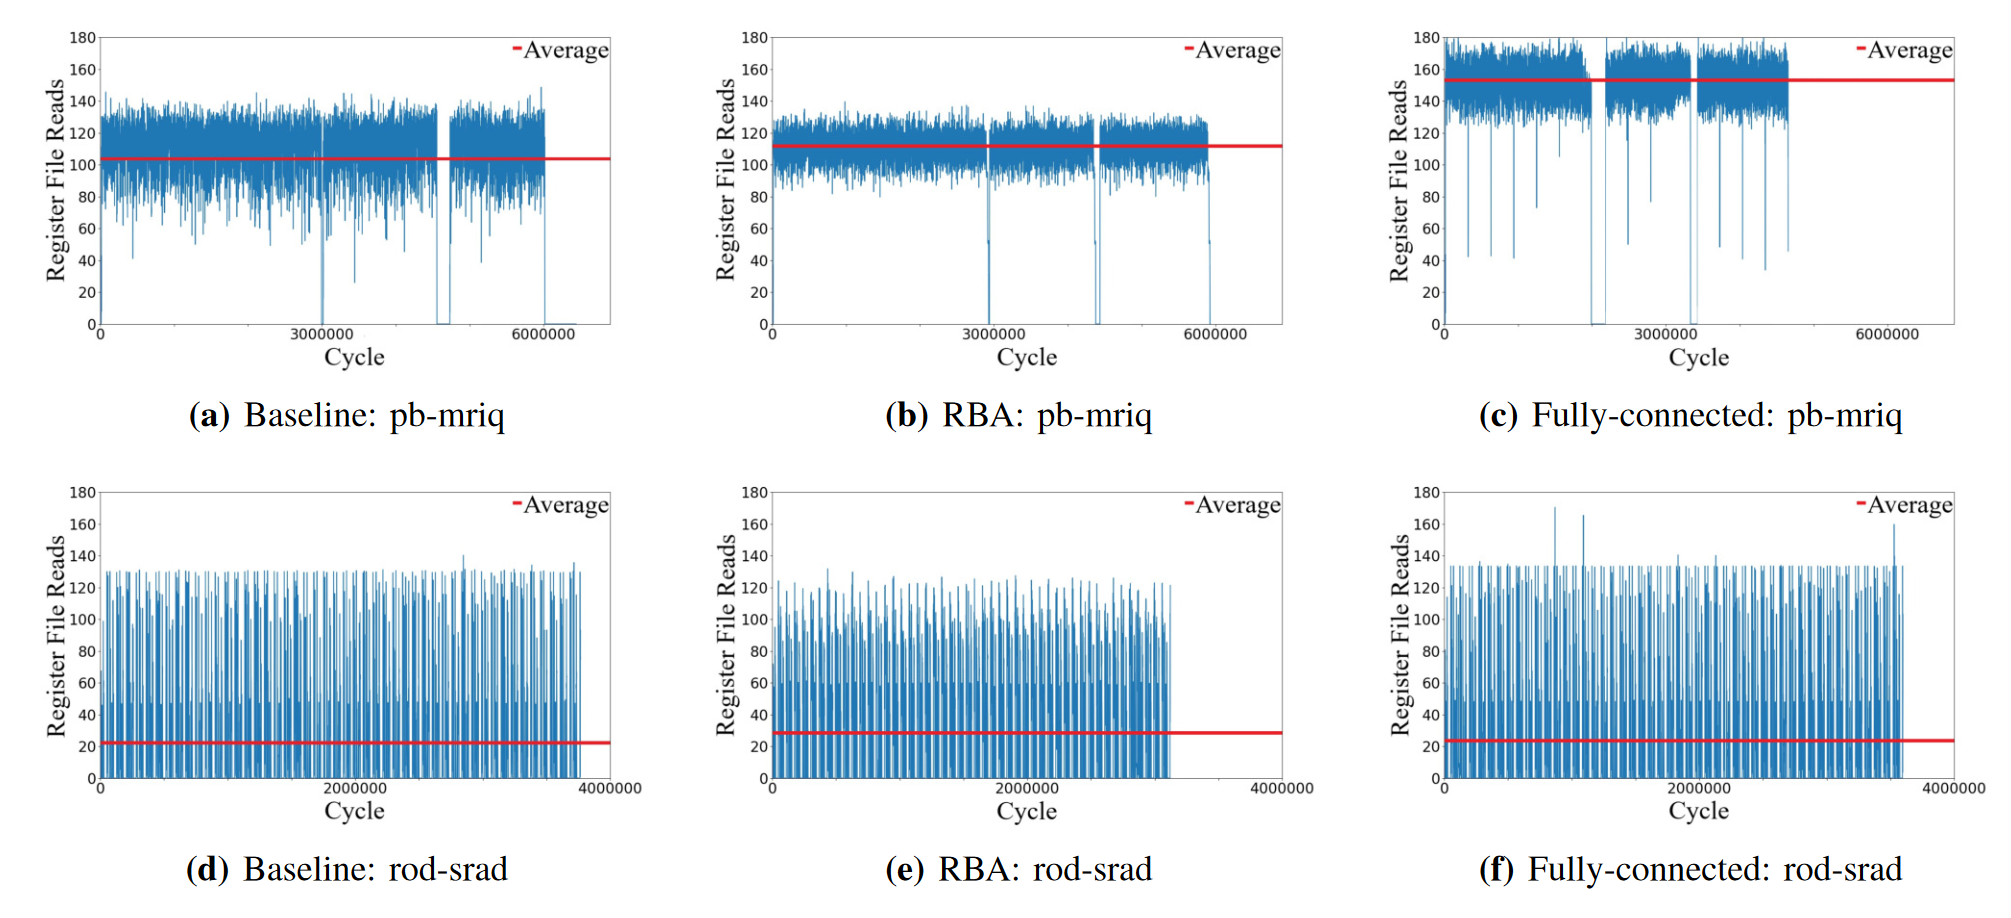 180
160
140
120
100
80
60
40
20
0
Register File Reads
Average
0 3000000 6000000
Cycle
(a) Baseline: pb-mriq
180
160
140
120
100
80
60
40
20
0
Register File Reads
Average
0 3000000 6000000
Cycle
(b) RBA: pb-mriq
180
160
140
120
100
80
60
40
20
0
Register File Reads
Average
0 3000000 6000000
Cycle
(c) Fully-connected: pb-mriq
180
160
140
120
100
80
60
40
20
0
Register File Reads
Average
0 2000000 4000000
Cycle
(d) Baseline: rod-srad
180
160
140
120
100
80
60
40
20
0
Register File Reads
Average
0 2000000 4000000
Cycle
(e) RBA: rod-srad
180
160
140
120
100
80
60
40
20
0
Register File Reads
Average
0 2000000 4000000
Cycle
(f) Fully-connected: rod-srad